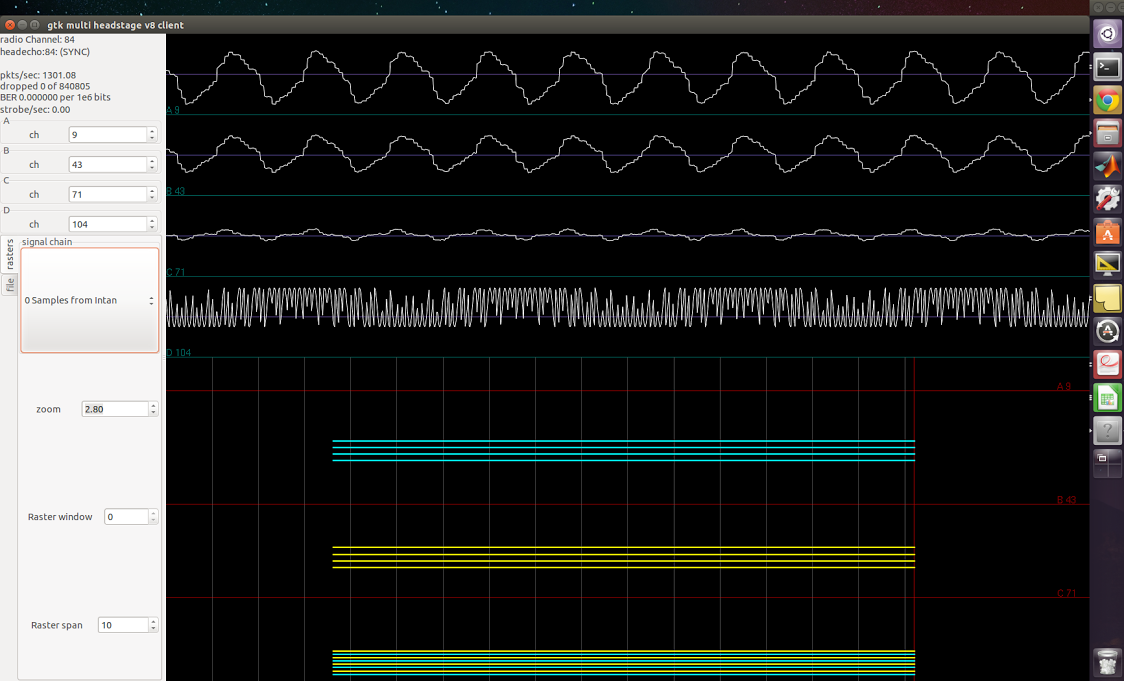 gtk multi headstage v8 client
radio Channel: 84
headecho:84: (SYNC)
pkts/sec: 1301.08
dropped 0 of 840805
BER 0.000000 per 1e6 bits
strobe/sec: 0.00
A
ch 9
B
ch 43
C
ch 71
D
ch 104
rasters
file
signal chain
0 Samples from Intan
zoom 2.80
Raster window 0
Raster span 10
A 9
B 43
C 71
D 104
A 9
B 43
C 71